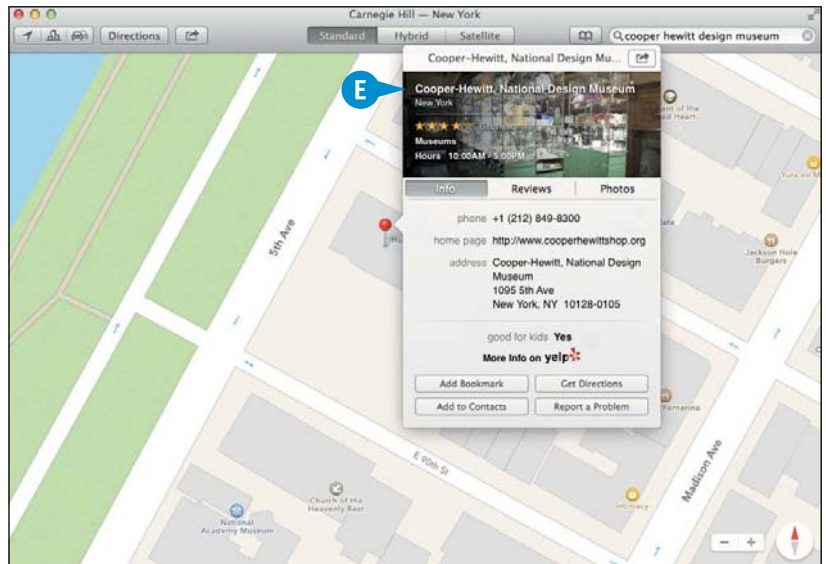 Carnegie Hill — New York
Directions
Standard Hybrid Satellite
cooper hewitt design museum
Cooper-Hewitt, National Design Mu...
E
Cooper-Hewitt, National Design Museum
New York
Museums
Hours 10:00AM - 5:00PM
Info Reviews Photos
phone +1 (212) 849-8300
home page http://www.cooperhewittshop.org
address Cooper-Hewitt, National Design
Museum
1095 5th Ave
New York, NY 10128-0105
good for kids Yes
More Info on yelp
Add Bookmark Get Directions
Add to Contacts Report a Problem
5th Ave
Jackson Hole
Burgers
E 90th St
Madison Ave
Church of the
Heavenly Rest
National
Academy Museum
Intimacy